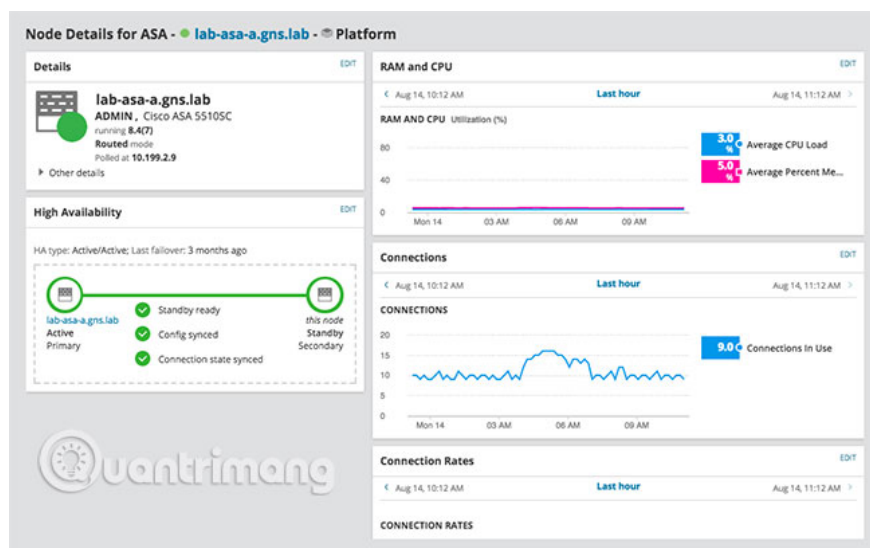 Node Details for ASA - lab-asa-a.gns.lab - Platform
Details EDIT
lab-asa-a.gns.lab
ADMIN , Cisco ASA 5510SC
running 8.4(7)
Routed mode
Polled at 10.199.2.9
Other details
High Availability EDIT
HA type: Active/Active; Last failover: 3 months ago
lab-asa-a.gns.lab
Active
Primary
Standby ready
Config synced
Connection state synced
this node
Standby
Secondary
Quantrimang
RAM and CPU EDIT
< Aug 14, 10:12 AM Last hour Aug 14, 11:12 AM >
RAM AND CPU Utilization (%)
80
40
0
Mon 14 03 AM 06 AM 09 AM
3.0 % Average CPU Load
5.0 % Average Percent Me...
Connections EDIT
< Aug 14, 10:12 AM Last hour Aug 14, 11:12 AM >
CONNECTIONS
20
15
10
5
0
Mon 14 03 AM 06 AM 09 AM
9.0 Connections In Use
Connection Rates EDIT
< Aug 14, 10:12 AM Last hour Aug 14, 11:12 AM >
CONNECTION RATES